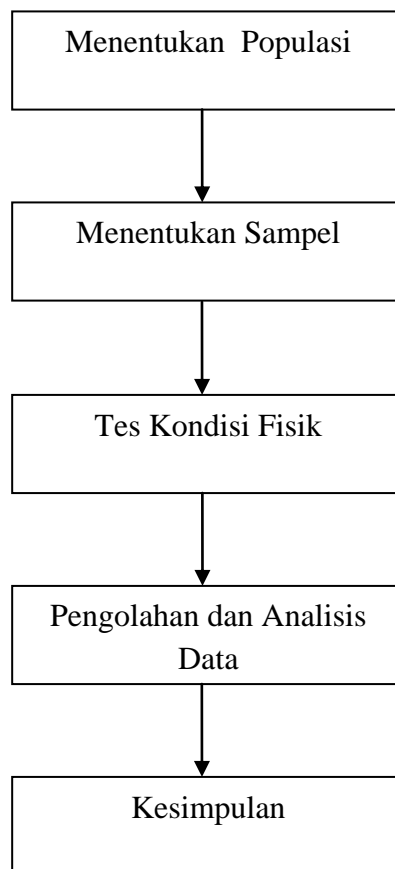 Menentukan Populasi
Menentukan Sampel
Tes Kondisi Fisik
Pengolahan dan Analisis
Data
Kesimpulan